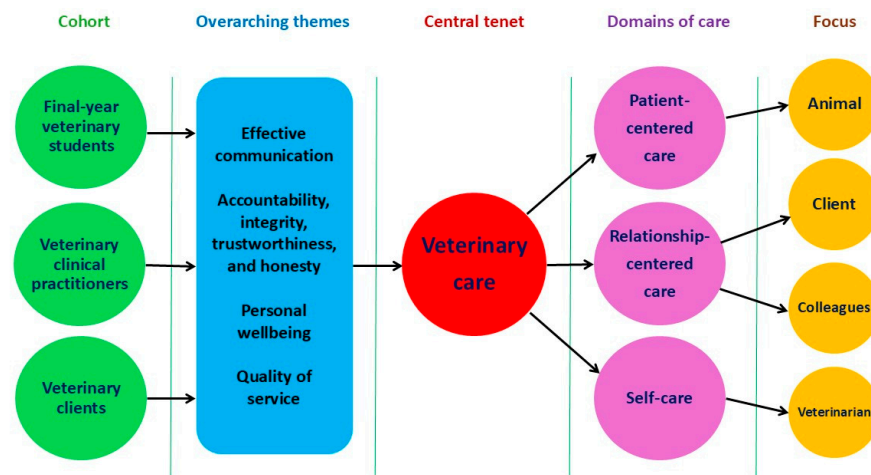 Cohort
Overarching themes
Central tenet
Domains of care
Focus
Final-year
veterinary
students
Veterinary
clinical
practitioners
Veterinary
clients
Effective
communication
Accountability,
integrity,
trustworthiness,
and honesty
Personal
wellbeing
Quality of
service
Veterinary
care
Patient-
centered
care
Relationship-
centered
care
Self-care
Animal
Client
Colleagues
Veterinarian